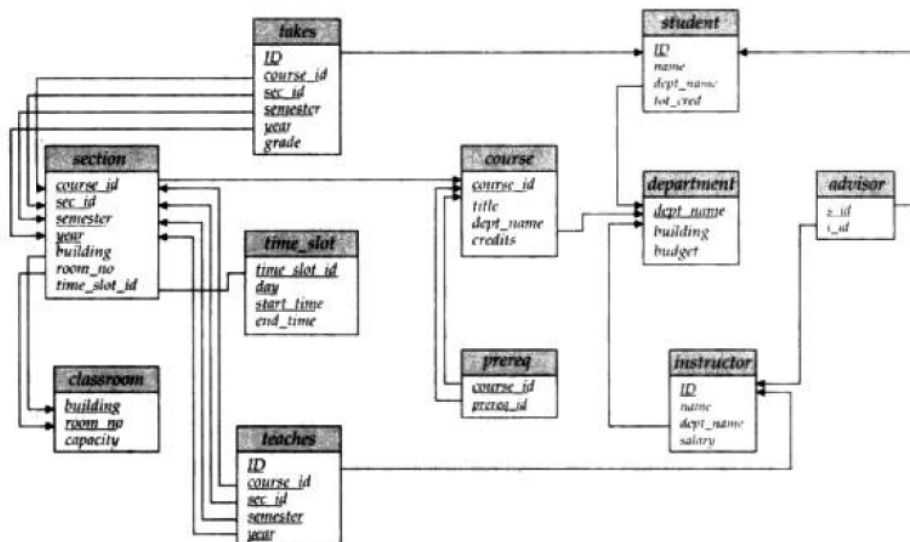 takes
ID
course_id
sec_id
semester
year
grade
student
ID
name
dept_name
tot_cred
section
course_id
sec_id
semester
year
building
room_no
time_slot_id
course
course_id
title
dept_name
credits
department
dept_name
building
budget
advisor
s_id
i_id
time_slot
time_slot_id
day
start_time
end_time
prereq
course_id
prereq_id
instructor
ID
name
dept_name
salary
classroom
building
room_no
capacity
teaches
ID
course_id
sec_id
semester
year